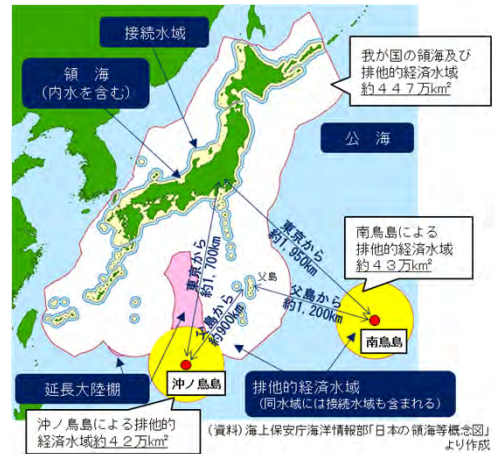 接続水域
領 海
(内水を含む)
我が国の領海及び
排他的経済水域
約447万km²
公 海
南鳥島による
排他的経済水域
約43万km²
東京から
約1,700km
東京から
約1,950km
父島
父島から
約900km
父島から
約1,200km
南鳥島
沖ノ鳥島
延長大陸棚
排他的経済水域
(同水域には接続水域も含まれる)
沖ノ鳥島による排他的
経済水域約42万km²
(資料)海上保安庁海洋情報部「日本の領海等概念図」
より作成